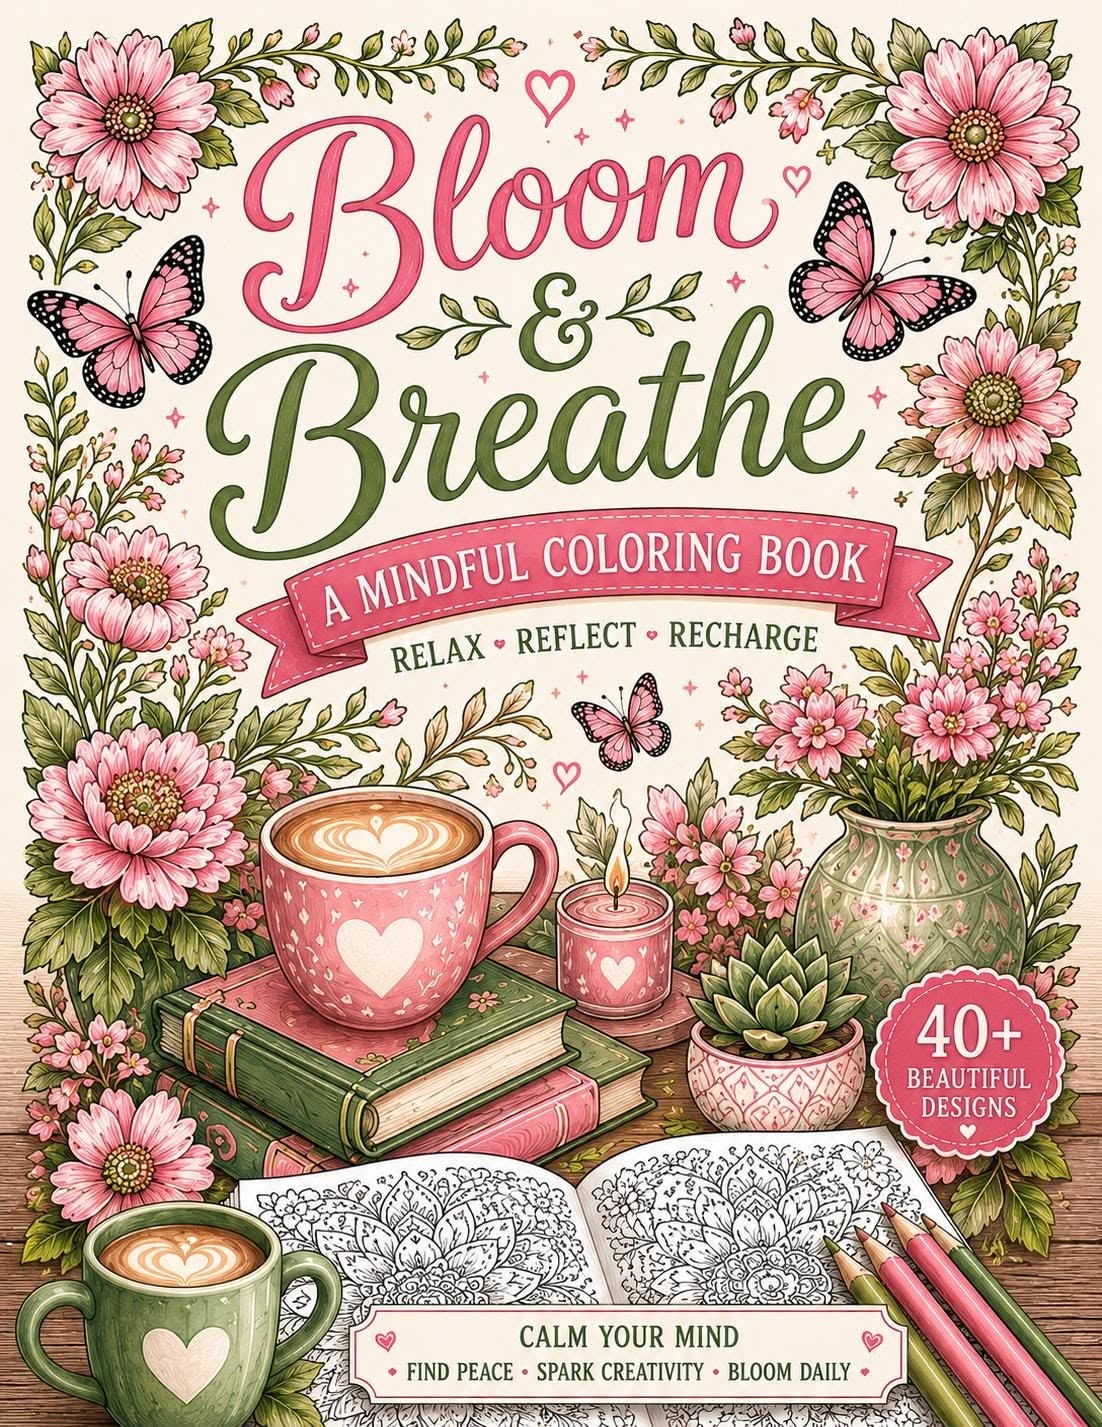 Bloom
&
Breathe
A MINDFUL COLORING BOOK
RELAX ♥ REFLECT ♥ RECHARGE
40+
BEAUTIFUL
DESIGNS
CALM YOUR MIND
• FIND PEACE • SPARK CREATIVITY • BLOOM DAILY •